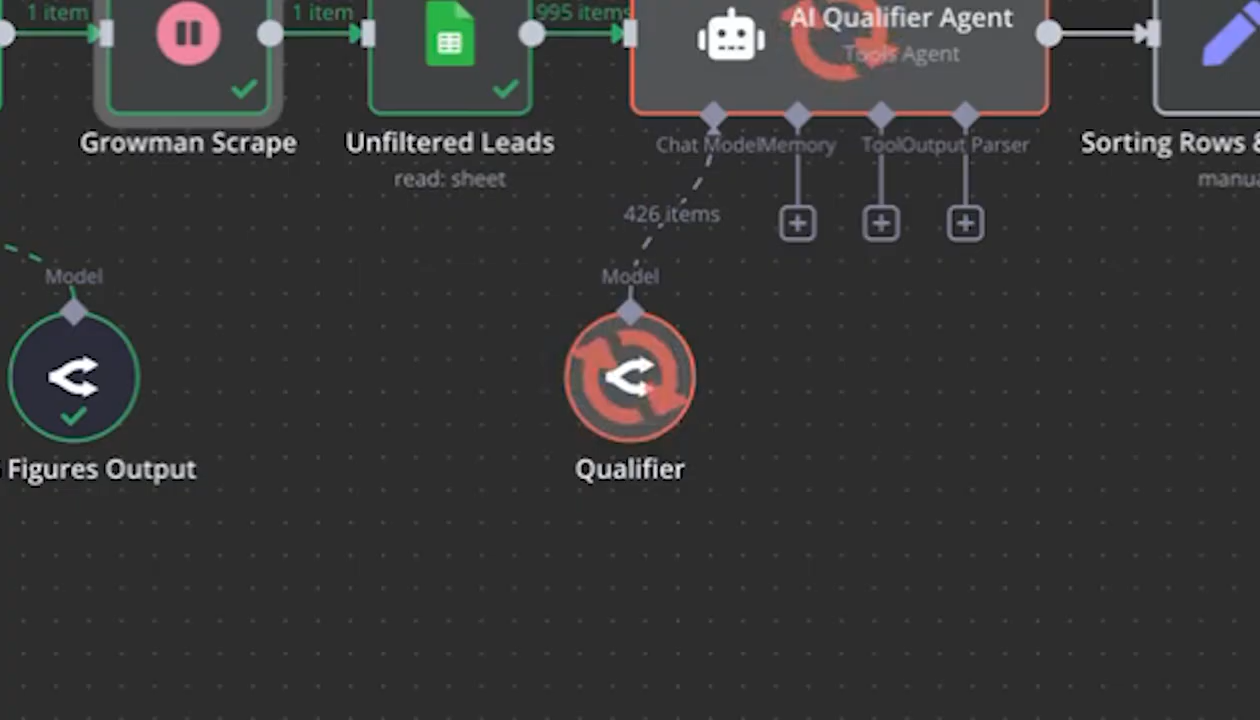 1 item
1 item
995 items
AI Qualifier Agent
Tools Agent
Growman Scrape
Unfiltered Leads
read: sheet
Chat Model
Memory
Tool
Output Parser
Sorting Rows &
manua
426 items
Model
Model
Figures Output
Qualifier